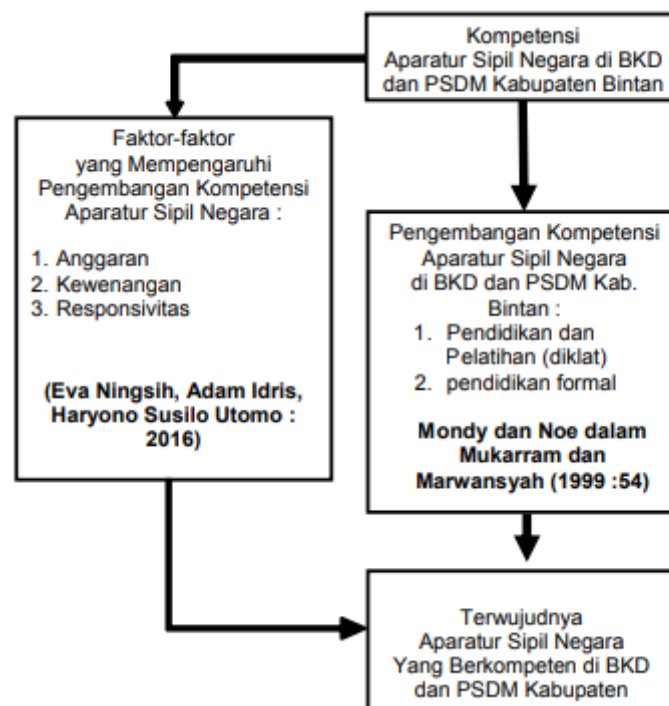 Kompetensi
Aparatur Sipil Negara di BKD
dan PSDM Kabupaten Bintan
Faktor-faktor
yang Mempengaruhi
Pengembangan Kompetensi
Aparatur Sipil Negara :
1. Anggaran
2. Kewenangan
3. Responsivitas
(Eva Ningsih, Adam Idris,
Haryono Susilo Utomo :
2016)
Pengembangan Kompetensi
Aparatur Sipil Negara
di BKD dan PSDM Kab.
Bintan :
1. Pendidikan dan
Pelatihan (diklat)
2. pendidikan formal
Mondy dan Noe dalam
Mukarram dan
Marwansyah (1999 :54)
Terwujudnya
Aparatur Sipil Negara
Yang Berkompeten di BKD
dan PSDM Kabupaten